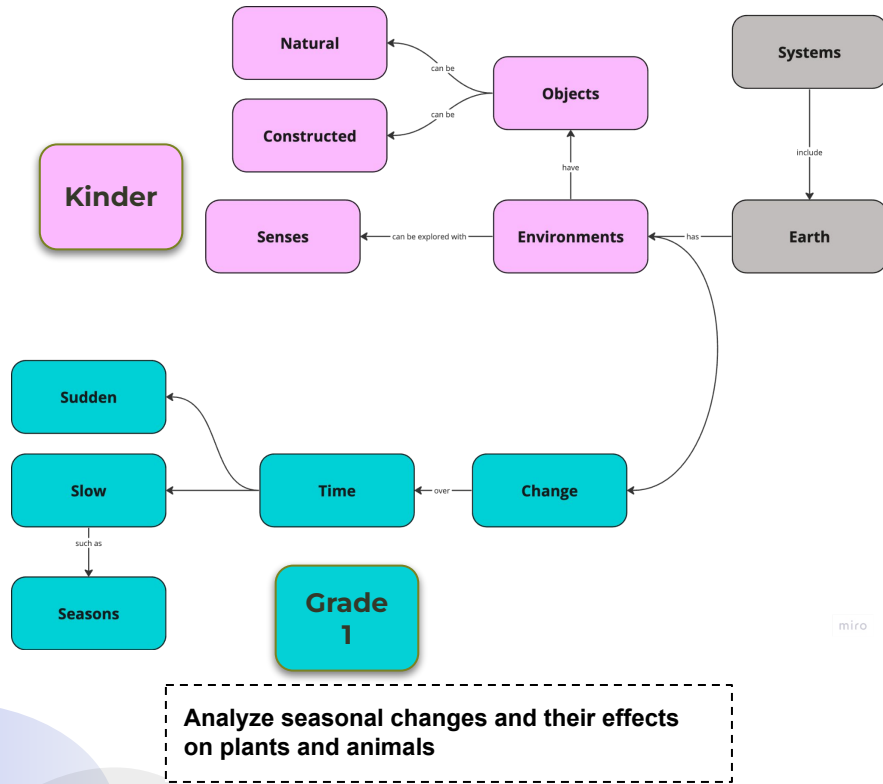 Natural
Systems
can be
Objects
can be
Constructed
include
have
Kinder
Senses
can be explored with
Environments
has
Earth
Sudden
Slow
Time
over
Change
such as
Seasons
Grade
1
miro
Analyze seasonal changes and their effects
on plants and animals